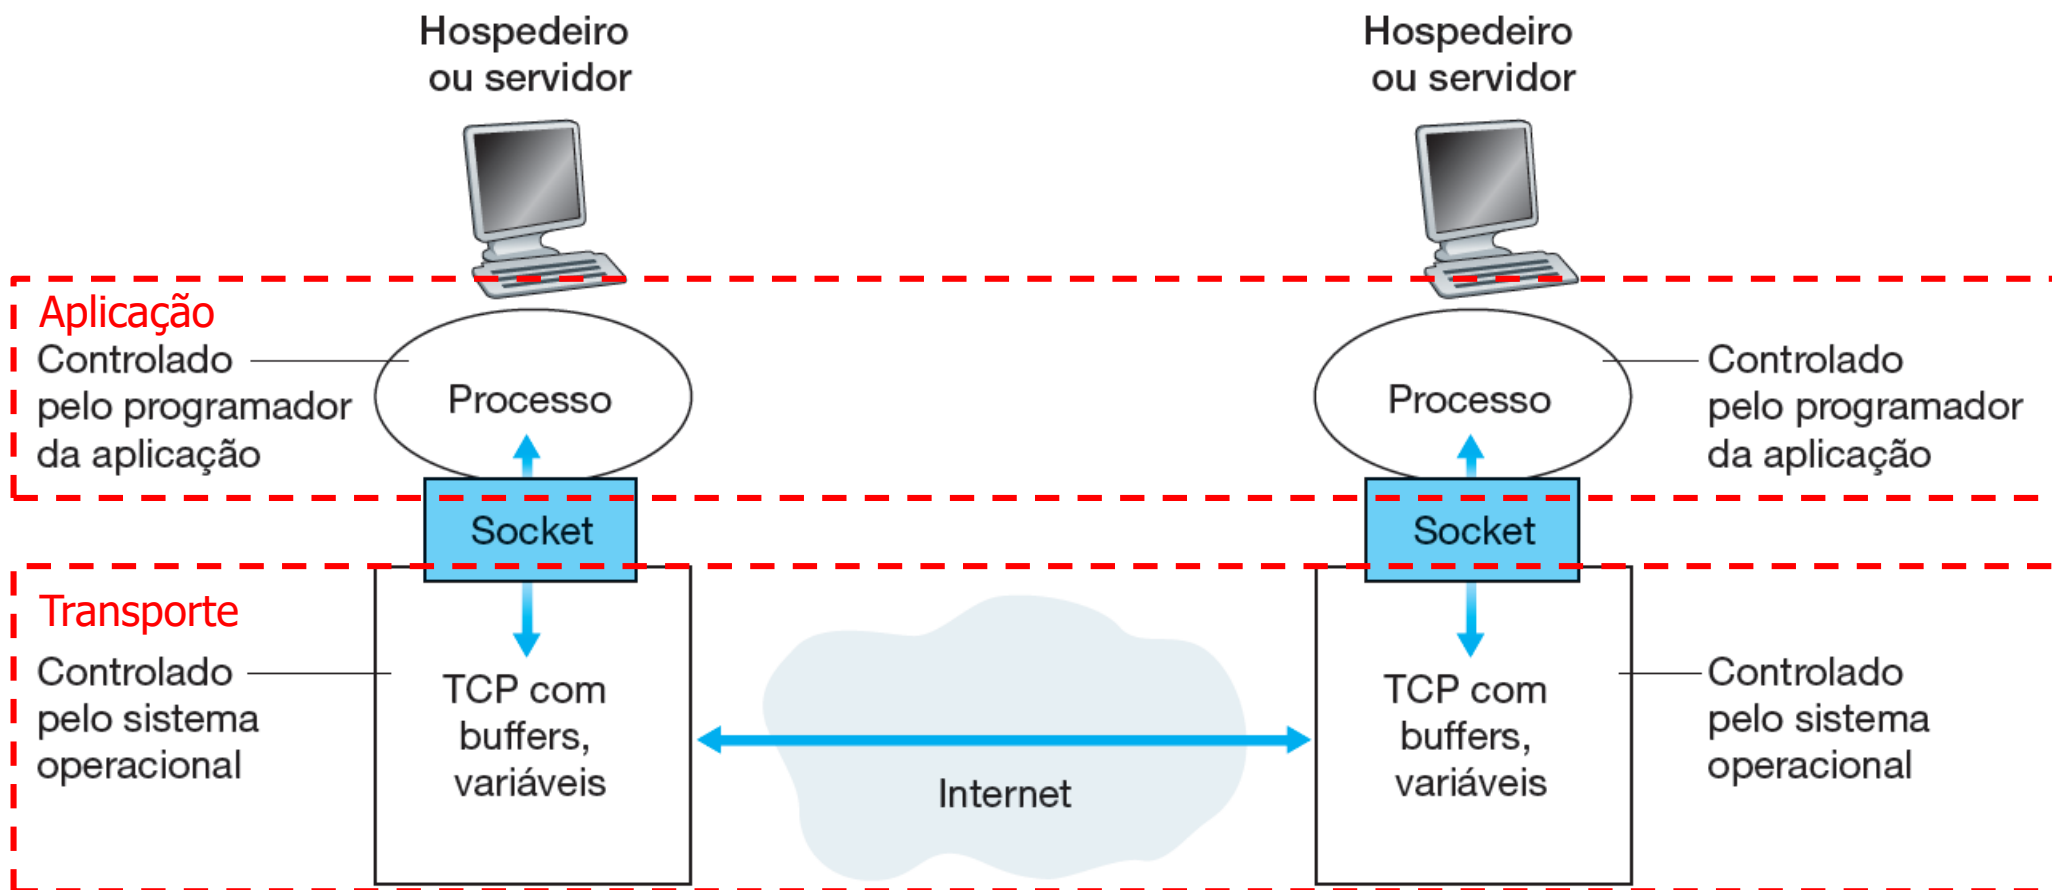 Hospedeiro
ou servidor
Hospedeiro
ou servidor
Aplicação
Controlado
pelo programador
da aplicação
Processo
Processo
Controlado
pelo programador
da aplicação
Socket
Socket
Transporte
Controlado
pelo sistema
operacional
TCP com
buffers,
variáveis
Internet
TCP com
buffers,
variáveis
Controlado
pelo sistema
operacional